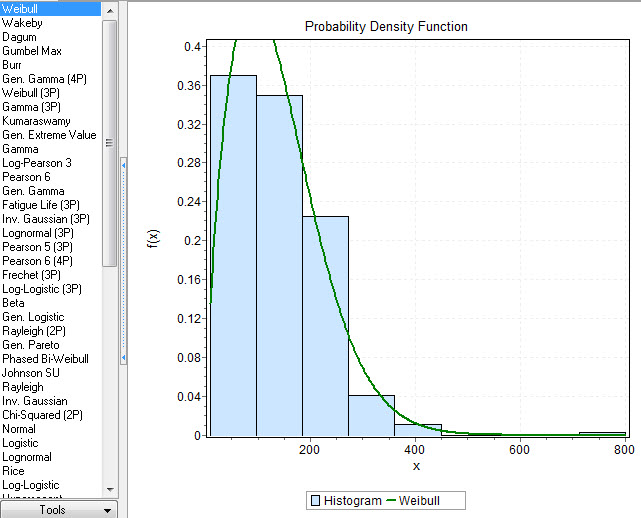 Weibull
Wakeby
Dagum
Gumbel Max
Burr
Gen. Gamma (4P)
Weibull (3P)
Gamma (3P)
Kumaraswamy
Gen. Extreme Value
Gamma
Log-Pearson 3
Pearson 6
Gen. Gamma
Fatigue Life (3P)
Inv. Gaussian (3P)
Lognormal (3P)
Pearson 5 (3P)
Pearson 6 (4P)
Frechet (3P)
Log-Logistic (3P)
Beta
Gen. Logistic
Rayleigh (2P)
Gen. Pareto
Phased Bi-Weibull
Johnson SU
Rayleigh
Inv. Gaussian
Chi-Squared (2P)
Normal
Logistic
Lognormal
Rice
Log-Logistic
Tools
Probability Density Function
0.4
0.36
0.32
0.28
0.24
0.2
0.16
0.12
0.08
0.04
0
f(x)
200 400 600 800
x
Histogram Weibull